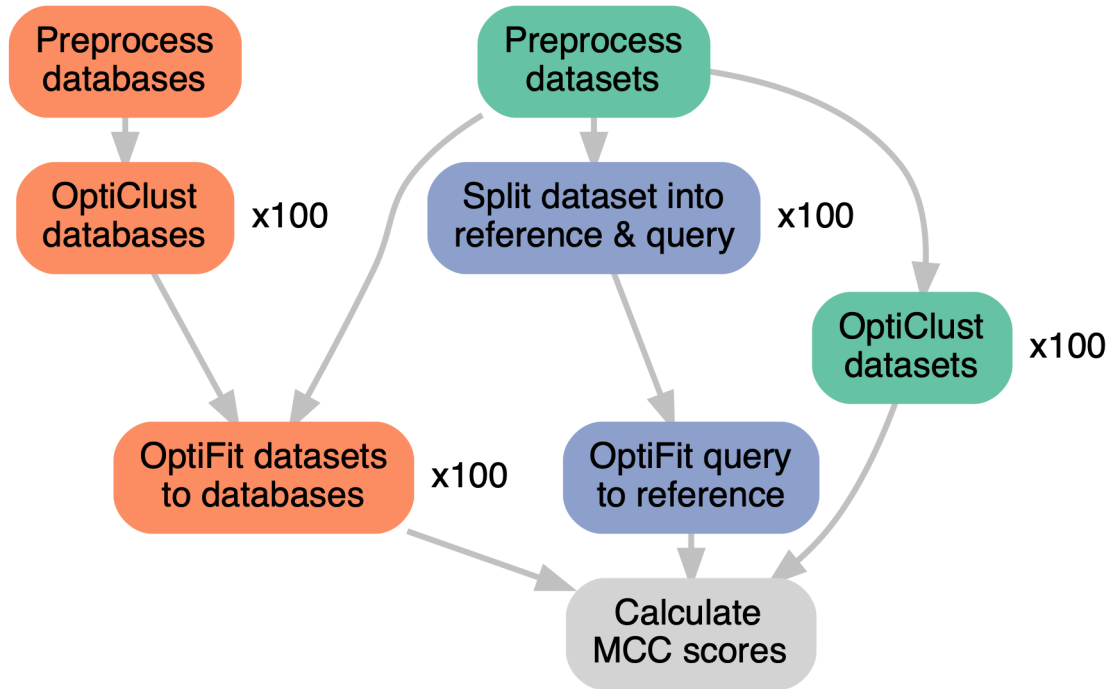 Preprocess
databases
Preprocess
datasets
OptiClust
databases
x100
Split dataset into
reference & query
x100
OptiClust
datasets
x100
OptiFit datasets
to databases
x100
OptiFit query
to reference
Calculate
MCC scores